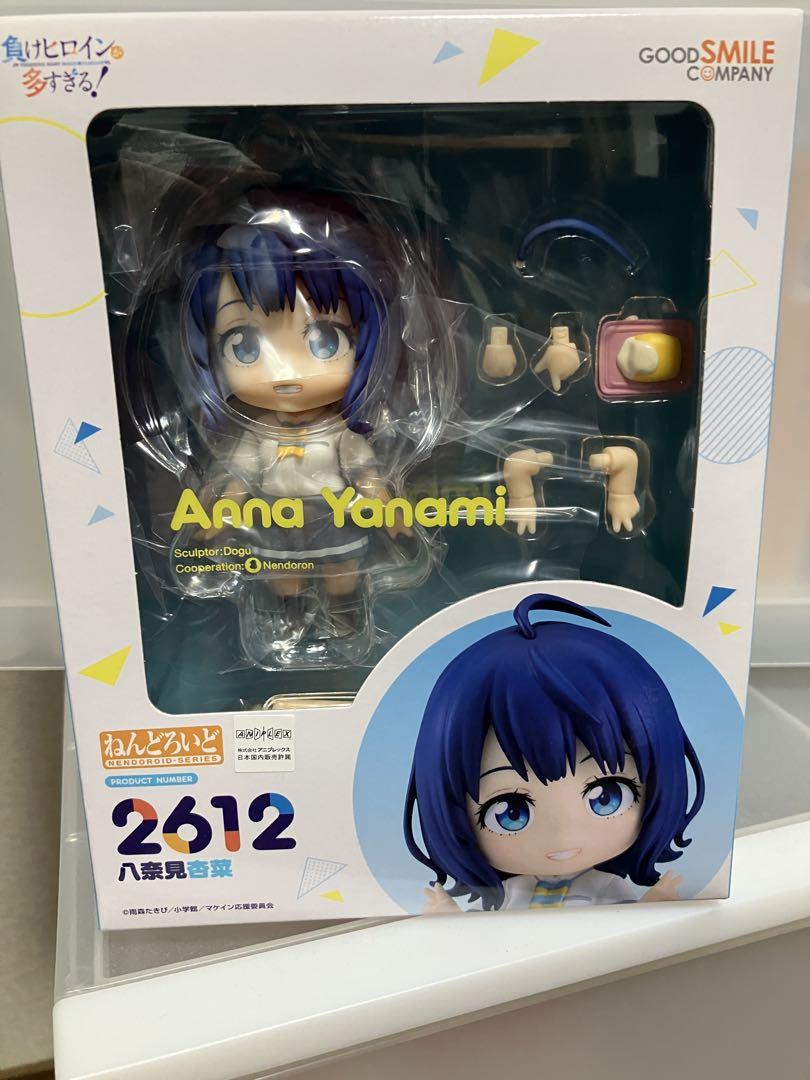 負けヒロインが
多すぎる!
GOOD SMILE
COMPANY
Anna Yanami
Sculptor:Dogu
Cooperation: Nendoron
ねんどろいど
NENDOROID-SERIES
ANIPLEX
株式会社アニプレックス
日本国内販売許諾
PRODUCT NUMBER
2612
八奈見杏菜
©雨森たきび/小学館/マケイン応援委員会